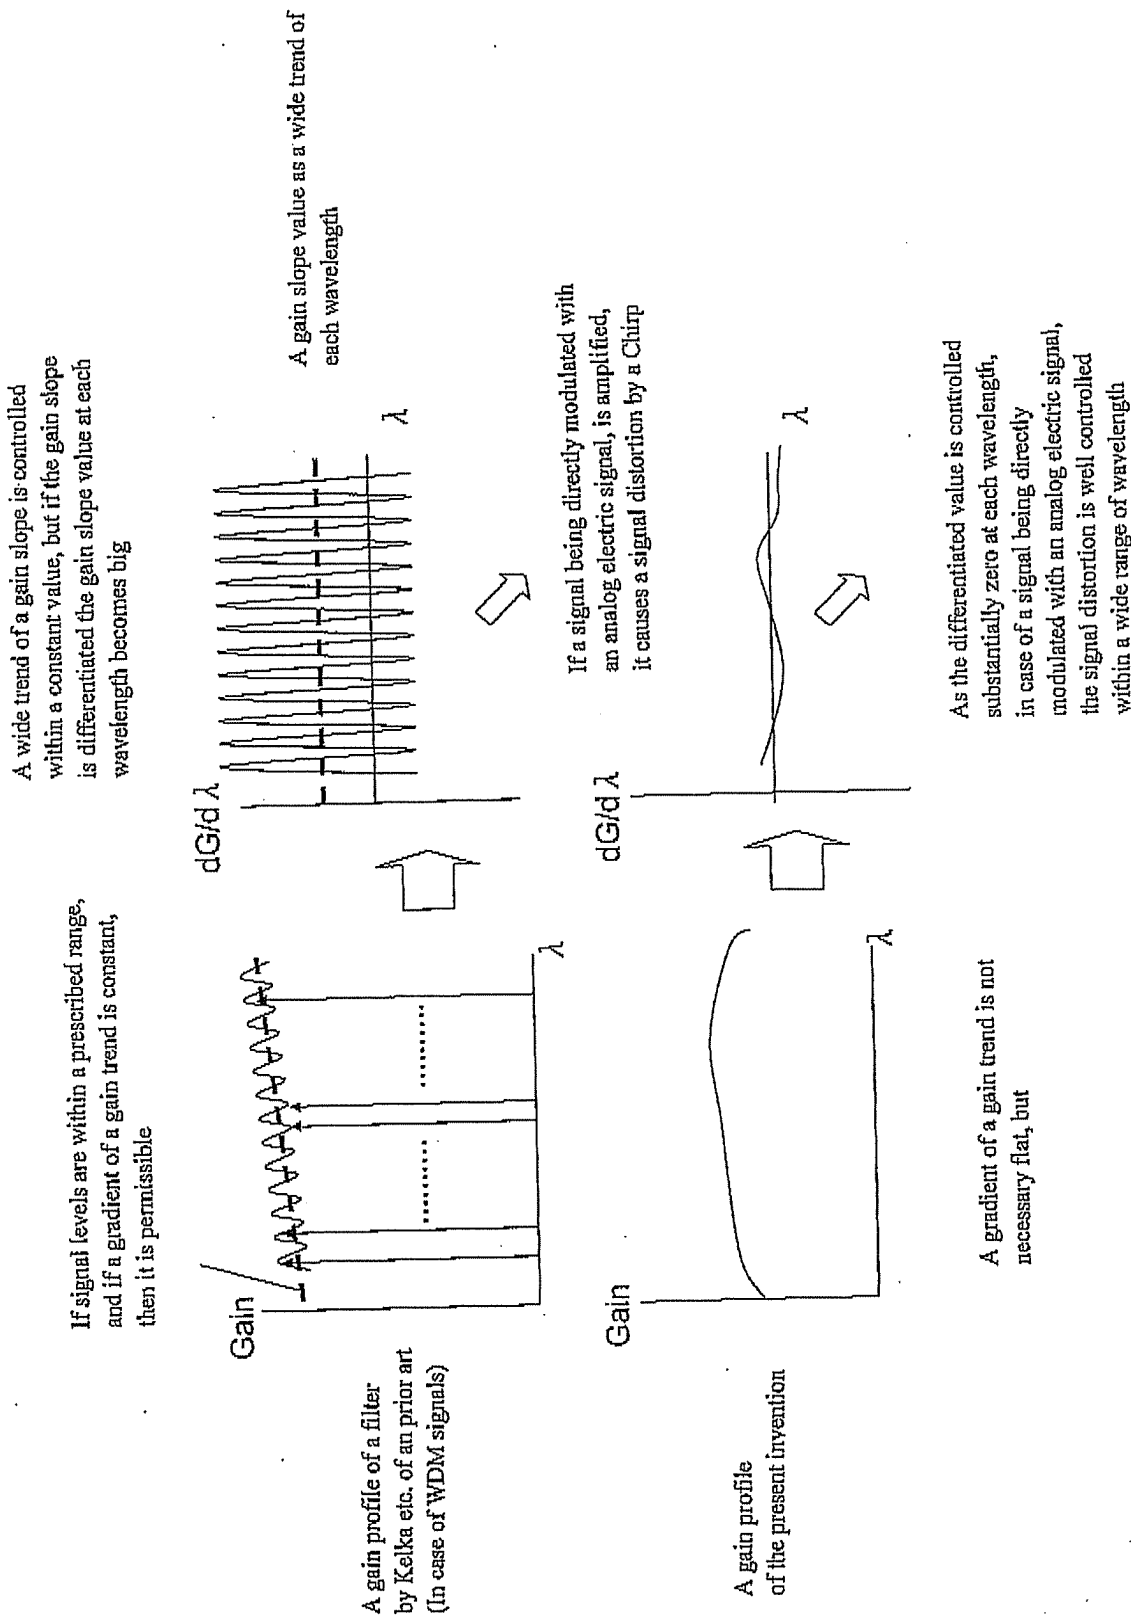 If signal levels are within a prescribed range,
and if a gradient of a gain trend is constant,
then it is permissible
A wide trend of a gain slope is controlled
within a constant value, but if the gain slope
is differentiated the gain slope value at each
wavelength becomes big
A gain profile of a filter
by Kelka etc. of an prior art
(In case of WDM signals)
Gain
λ
dG/d λ
λ
A gain slope value as a wide trend of
each wavelength
If a signal being directly modulated with
an analog electric signal, is amplified,
it causes a signal distortion by a Chirp
A gain profile
of the present invention
Gain
λ
dG/d λ
λ
A gradient of a gain trend is not
necessary flat, but
As the differentiated value is controlled
substantially zero at each wavelength,
in case of a signal being directly
modulated with an analog electric signal,
the signal distortion is well controlled
within a wide range of wavelength